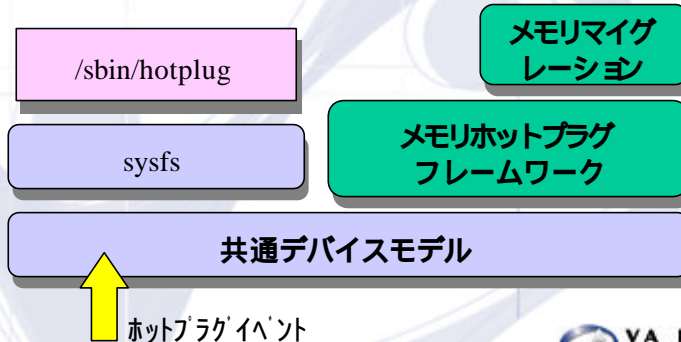 メモリマイグ
レーション
/sbin/hotplug
メモリホットプラグ
フレームワーク
sysfs
共通デバイスモデル
ﾎｯﾄﾌﾟﾗｸﾞｲﾍﾞﾝﾄ
VA